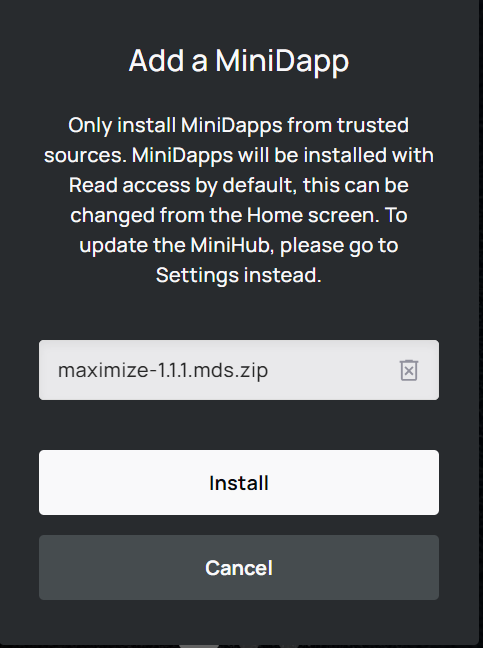 Add a MiniDapp
Only install MiniDapps from trusted
sources. MiniDapps will be installed with
Read access by default, this can be
changed from the Home screen. To
update the MiniHub, please go to
Settings instead.
maximize-1.1.1.mds.zip
Install
Cancel